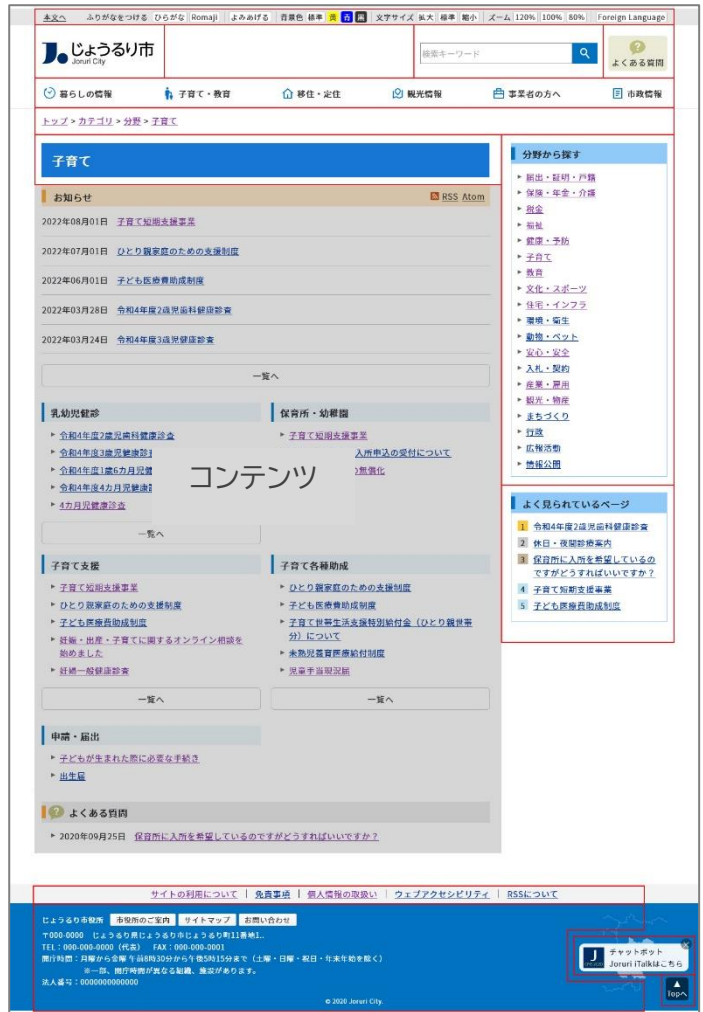 本文へ ふりがなをつける ひらがな Romaji よみあげる 背景色 標準 黄 青 黒 文字サイズ 拡大 標準 縮小 ズーム 120% 100% 80% Foreign Language
じょうるり市
Joruri City
検索キーワード
よくある質問
暮らしの情報 子育て・教育 移住・定住 観光情報 事業者の方へ 市政情報
トップ > カテゴリ > 分野 > 子育て
子育て
お知らせ RSS Atom
2022年08月01日 子育て短期支援事業
2022年07月01日 ひとり親家庭のための支援制度
2022年06月01日 子ども医療費助成制度
2022年03月28日 令和4年度2歳児歯科健康診査
2022年03月24日 令和4年度3歳児健康診査
一覧へ
乳幼児健診
令和4年度2歳児歯科健康診査
令和4年度3歳児健康診
令和4年度1歳6カ月児健
令和4年度4カ月児健康
4カ月児健康診査
一覧へ
保育所・幼稚園
子育て短期支援事業
入所申込の受付について
無償化
コンテンツ
子育て支援
子育て短期支援事業
ひとり親家庭のための支援制度
子ども医療費助成制度
妊娠・出産・子育てに関するオンライン相談を
始めました
妊婦一般健康診査
一覧へ
子育て各種助成
ひとり親家庭のための支援制度
子ども医療費助成制度
子育て世帯生活支援特別給付金（ひとり親世帯
分）について
未熟児養育医療給付制度
児童手当現況届
一覧へ
申請・届出
子どもが生まれた際に必要な手続き
出生届
よくある質問
2020年09月25日 保育所に入所を希望しているのですがどうすればいいですか？
分野から探す
届出・証明・戸籍
保険・年金・介護
税金
福祉
健康・予防
子育て
教育
文化・スポーツ
住宅・インフラ
環境・衛生
動物・ペット
安心・安全
入札・契約
産業・雇用
観光・物産
まちづくり
行政
広報活動
情報公開
よく見られているページ
1 令和4年度2歳児歯科健康診査
2 休日・夜間診療案内
3 保育所に入所を希望しているの
ですがどうすればいいですか？
4 子育て短期支援事業
5 子ども医療費助成制度
サイトの利用について | 免責事項 | 個人情報の取扱い | ウェブアクセシビリティ | RSSについて
じょうるり市役所 市役所のご案内 サイトマップ お問い合わせ
〒000-0000 じょうるり県じょうるり市じょうるり町11番地1..
TEL：000-000-0000（代表） FAX：000-000-0001
開庁時間：月曜から金曜 午前8時30分から午後5時15分まで（土曜・日曜・祝日・年末年始を除く）
※一部、開庁時間が異なる組織、施設があります。
法人番号：0000000000000
© 2020 Joruri City.
チャットボット
Joruri iTalkはこちら
Topへ